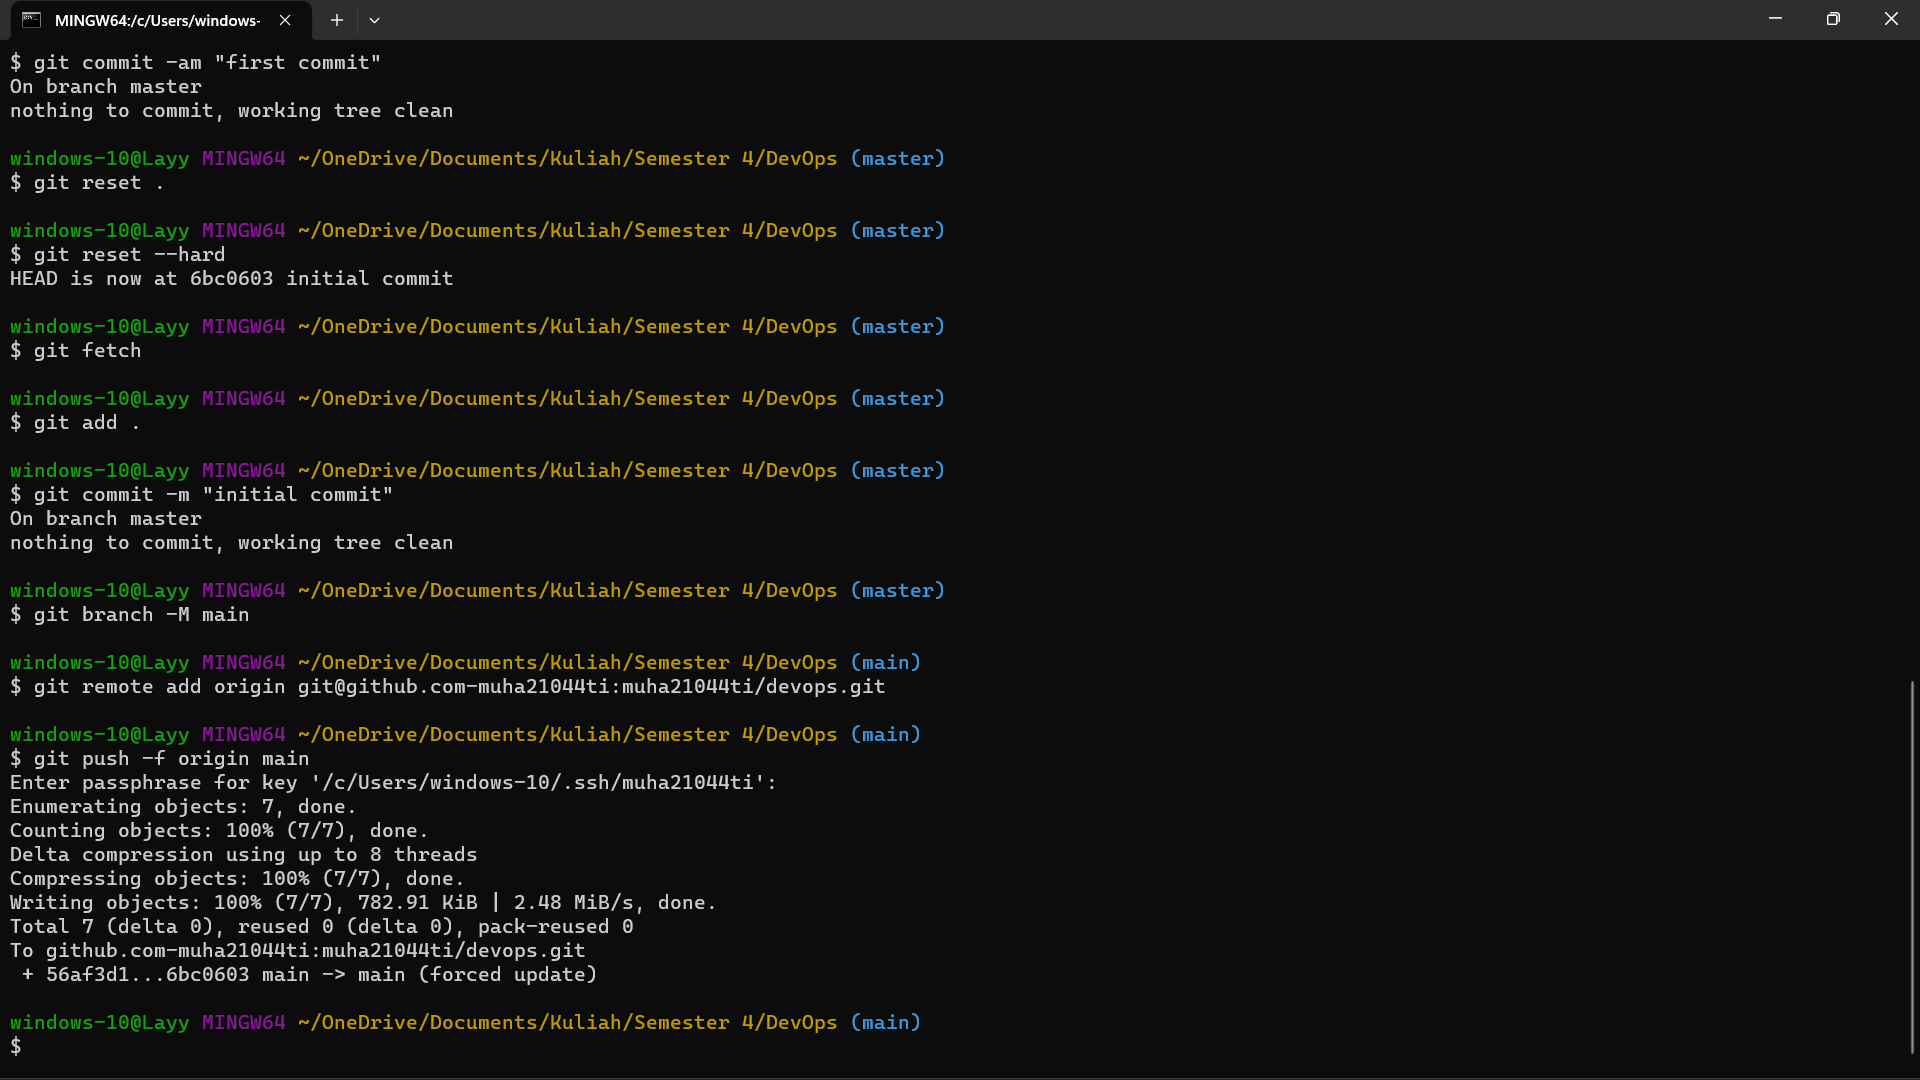 MINGW64:/c/Users/windows-
$ git commit -am "first commit"
On branch master
nothing to commit, working tree clean
windows-10@Layy MINGW64 ~/OneDrive/Documents/Kuliah/Semester 4/DevOps (master)
$ git reset .
windows-10@Layy MINGW64 ~/OneDrive/Documents/Kuliah/Semester 4/DevOps (master)
$ git reset --hard
HEAD is now at 6bc0603 initial commit
windows-10@Layy MINGW64 ~/OneDrive/Documents/Kuliah/Semester 4/DevOps (master)
$ git fetch
windows-10@Layy MINGW64 ~/OneDrive/Documents/Kuliah/Semester 4/DevOps (master)
$ git add .
windows-10@Layy MINGW64 ~/OneDrive/Documents/Kuliah/Semester 4/DevOps (master)
$ git commit -m "initial commit"
On branch master
nothing to commit, working tree clean
windows-10@Layy MINGW64 ~/OneDrive/Documents/Kuliah/Semester 4/DevOps (master)
$ git branch -M main
windows-10@Layy MINGW64 ~/OneDrive/Documents/Kuliah/Semester 4/DevOps (main)
$ git remote add origin git@github.com-muha21044ti:muha21044ti/devops.git
windows-10@Layy MINGW64 ~/OneDrive/Documents/Kuliah/Semester 4/DevOps (main)
$ git push -f origin main
Enter passphrase for key '/c/Users/windows-10/.ssh/muha21044ti':
Enumerating objects: 7, done.
Counting objects: 100% (7/7), done.
Delta compression using up to 8 threads
Compressing objects: 100% (7/7), done.
Writing objects: 100% (7/7), 782.91 KiB | 2.48 MiB/s, done.
Total 7 (delta 0), reused 0 (delta 0), pack-reused 0
To github.com-muha21044ti:muha21044ti/devops.git
 + 56af3d1...6bc0603 main -> main (forced update)
windows-10@Layy MINGW64 ~/OneDrive/Documents/Kuliah/Semester 4/DevOps (main)
$